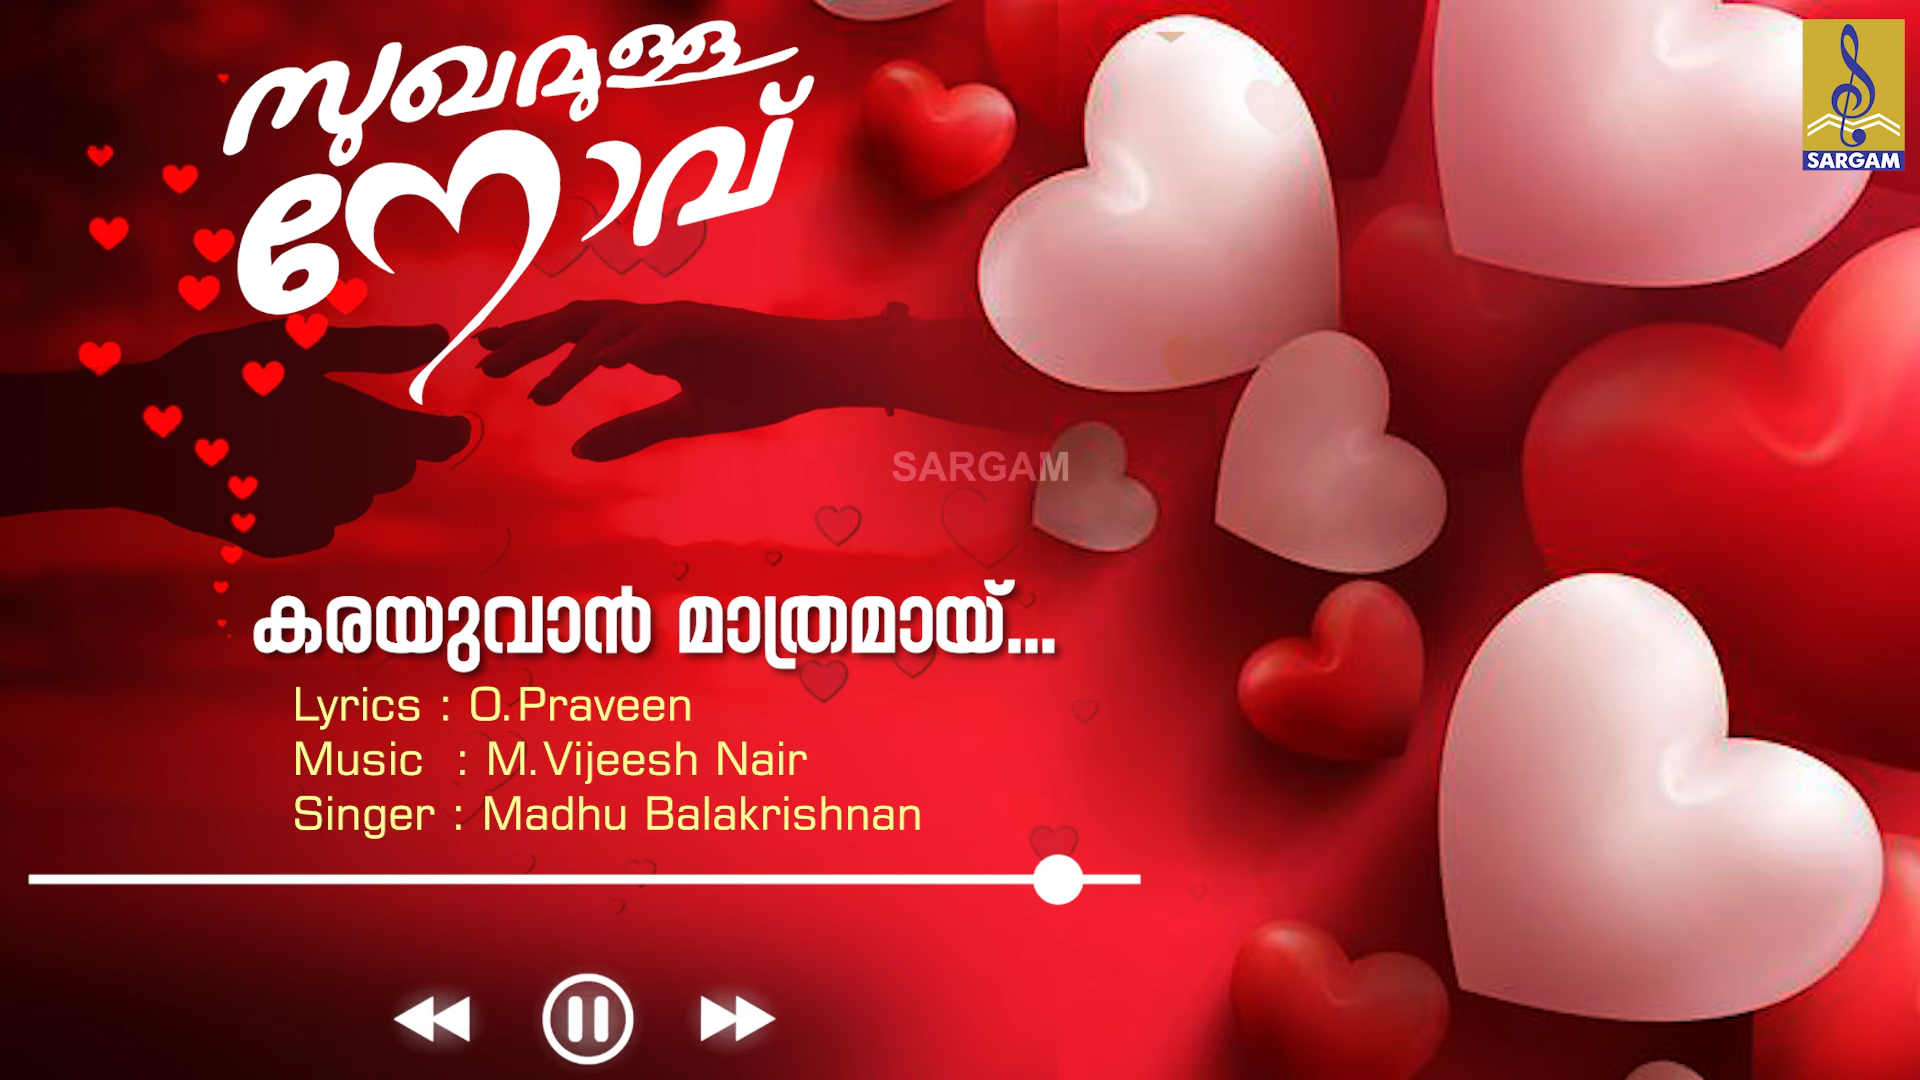 സുഖമുള്ള
നോവ്
SARGAM
SARGAM
കരയുവാൻ മാത്രമായ്...
Lyrics : O.Praveen
Music : M.Vijeesh Nair
Singer : Madhu Balakrishnan